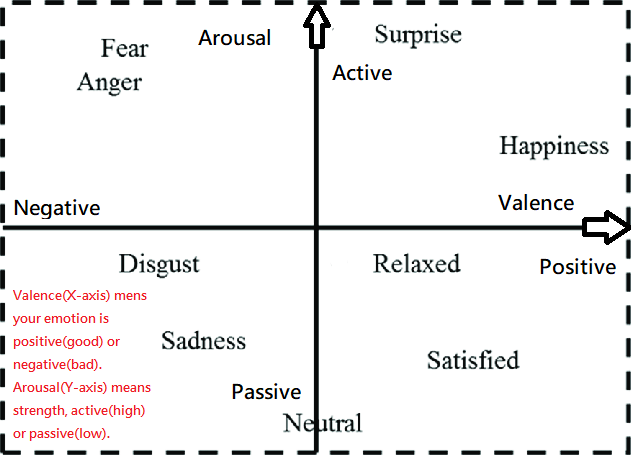 Arousal
Surprise
Fear
Active
Anger
Happiness
Negative
Valence
Disgust
Relaxed
Positive
Valence(X-axis) mens
your emotion is
positive(good) or
negative(bad).
Arousal(Y-axis) means
strength, active(high)
or passive(low).
Sadness
Satisfied
Passive
Neutral